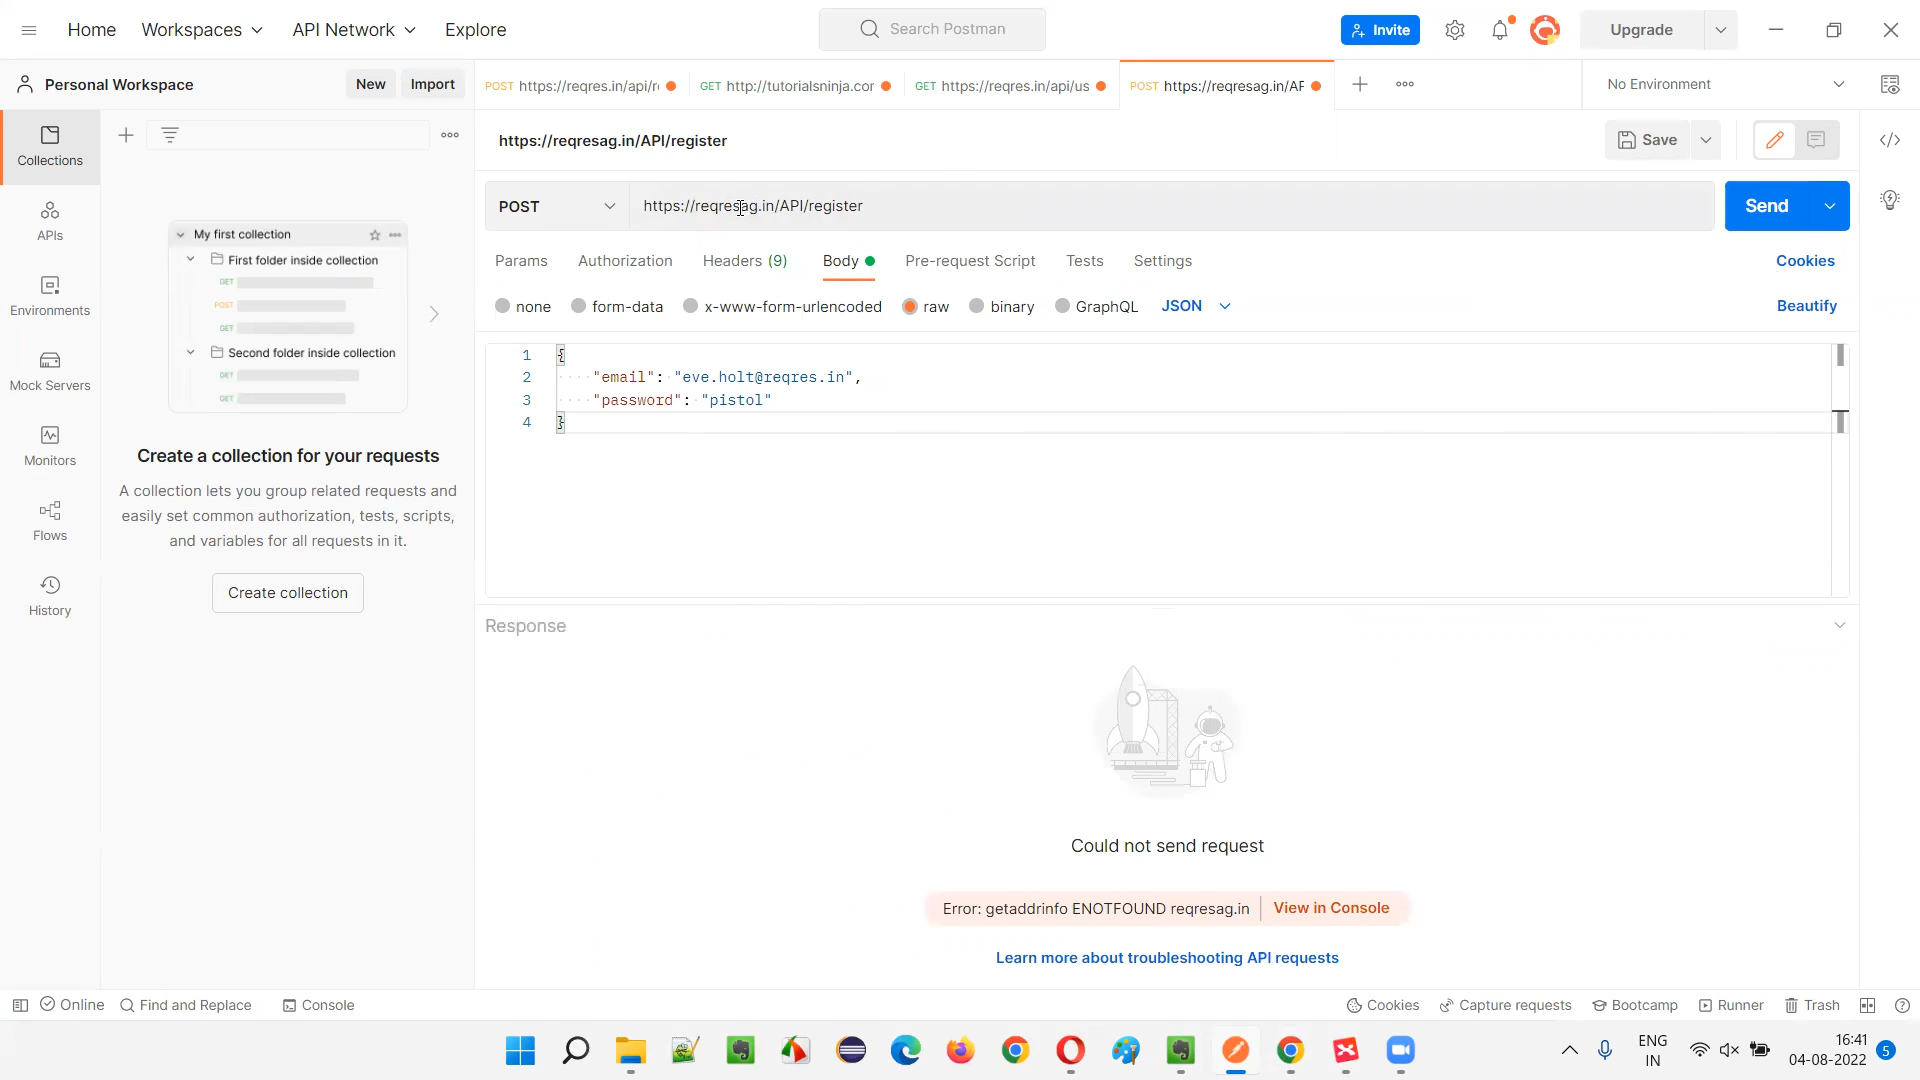 Home Workspaces API Network Explore Search Postman Invite Upgrade
Personal Workspace New Import POST https://reqres.in/api/r GET http://tutorialsninja.cor GET https://reqres.in/api/us POST https://reqresag.in/AF No Environment
https://reqresag.in/API/register Save
Collections
POST https://reqresag.in/API/register Send
APIs
Params Authorization Headers (9) Body Pre-request Script Tests Settings Cookies
My first collection
First folder inside collection
GET
POST
GET
Second folder inside collection
GET
GET
GET
Environments
none form-data x-www-form-urlencoded raw binary GraphQL JSON Beautify
1 {
2 "email": "eve.holt@reqres.in",
3 "password": "pistol"
4 }
Mock Servers
Monitors
Create a collection for your requests
A collection lets you group related requests and
easily set common authorization, tests, scripts,
and variables for all requests in it.
Flows
Create collection
History
Response
Could not send request
Error: getaddrinfo ENOTFOUND reqresag.in View in Console
Learn more about troubleshooting API requests
Online Find and Replace Console Cookies Capture requests Bootcamp Runner Trash
ENG
IN
16:41
04-08-2022
5